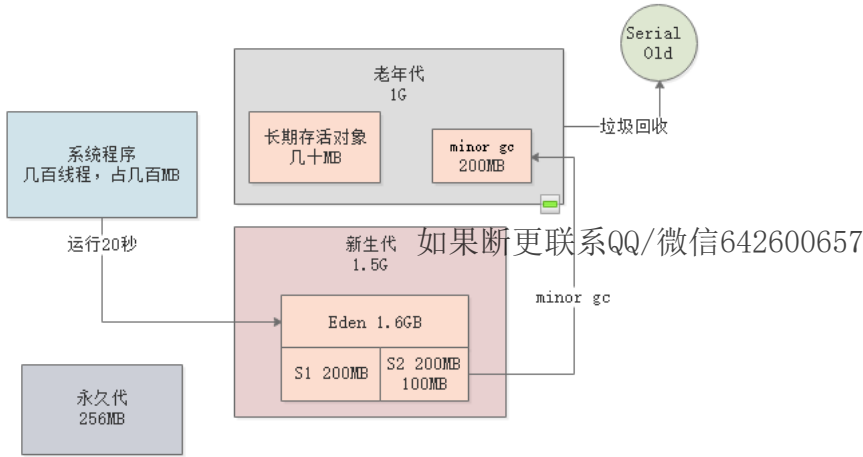 Serial
Old
老年代
1G
长期存活对象
几十MB
minor gc
200MB
垃圾回收
系统程序
几百线程，占几百MB
运行20秒
新生代
1.5G
如果断更联系QQ/微信642600657
minor gc
Eden 1.6GB
S1 200MB
S2 200MB
100MB
永久代
256MB